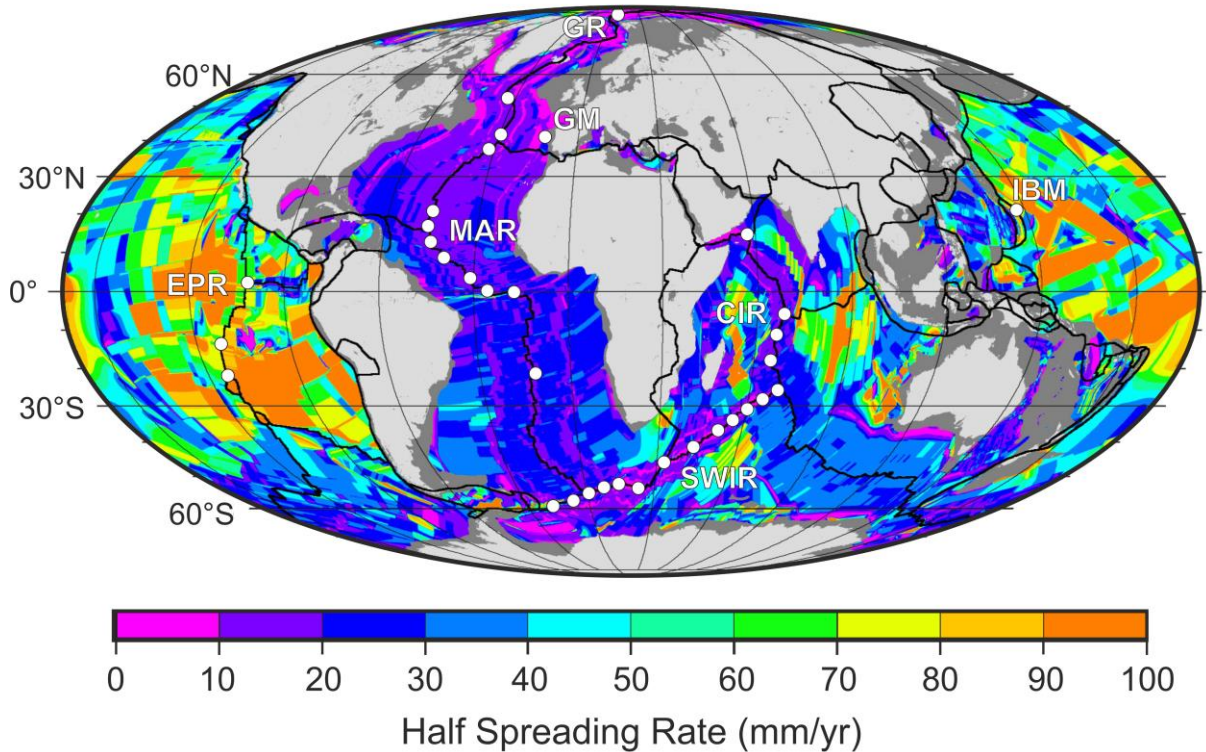 GR
60°N
GM
30°N
IBM
MAR
EPR
0°
CIR
30°S
SWIR
60°S
0 10 20 30 40 50 60 70 80 90 100
Half Spreading Rate (mm/yr)